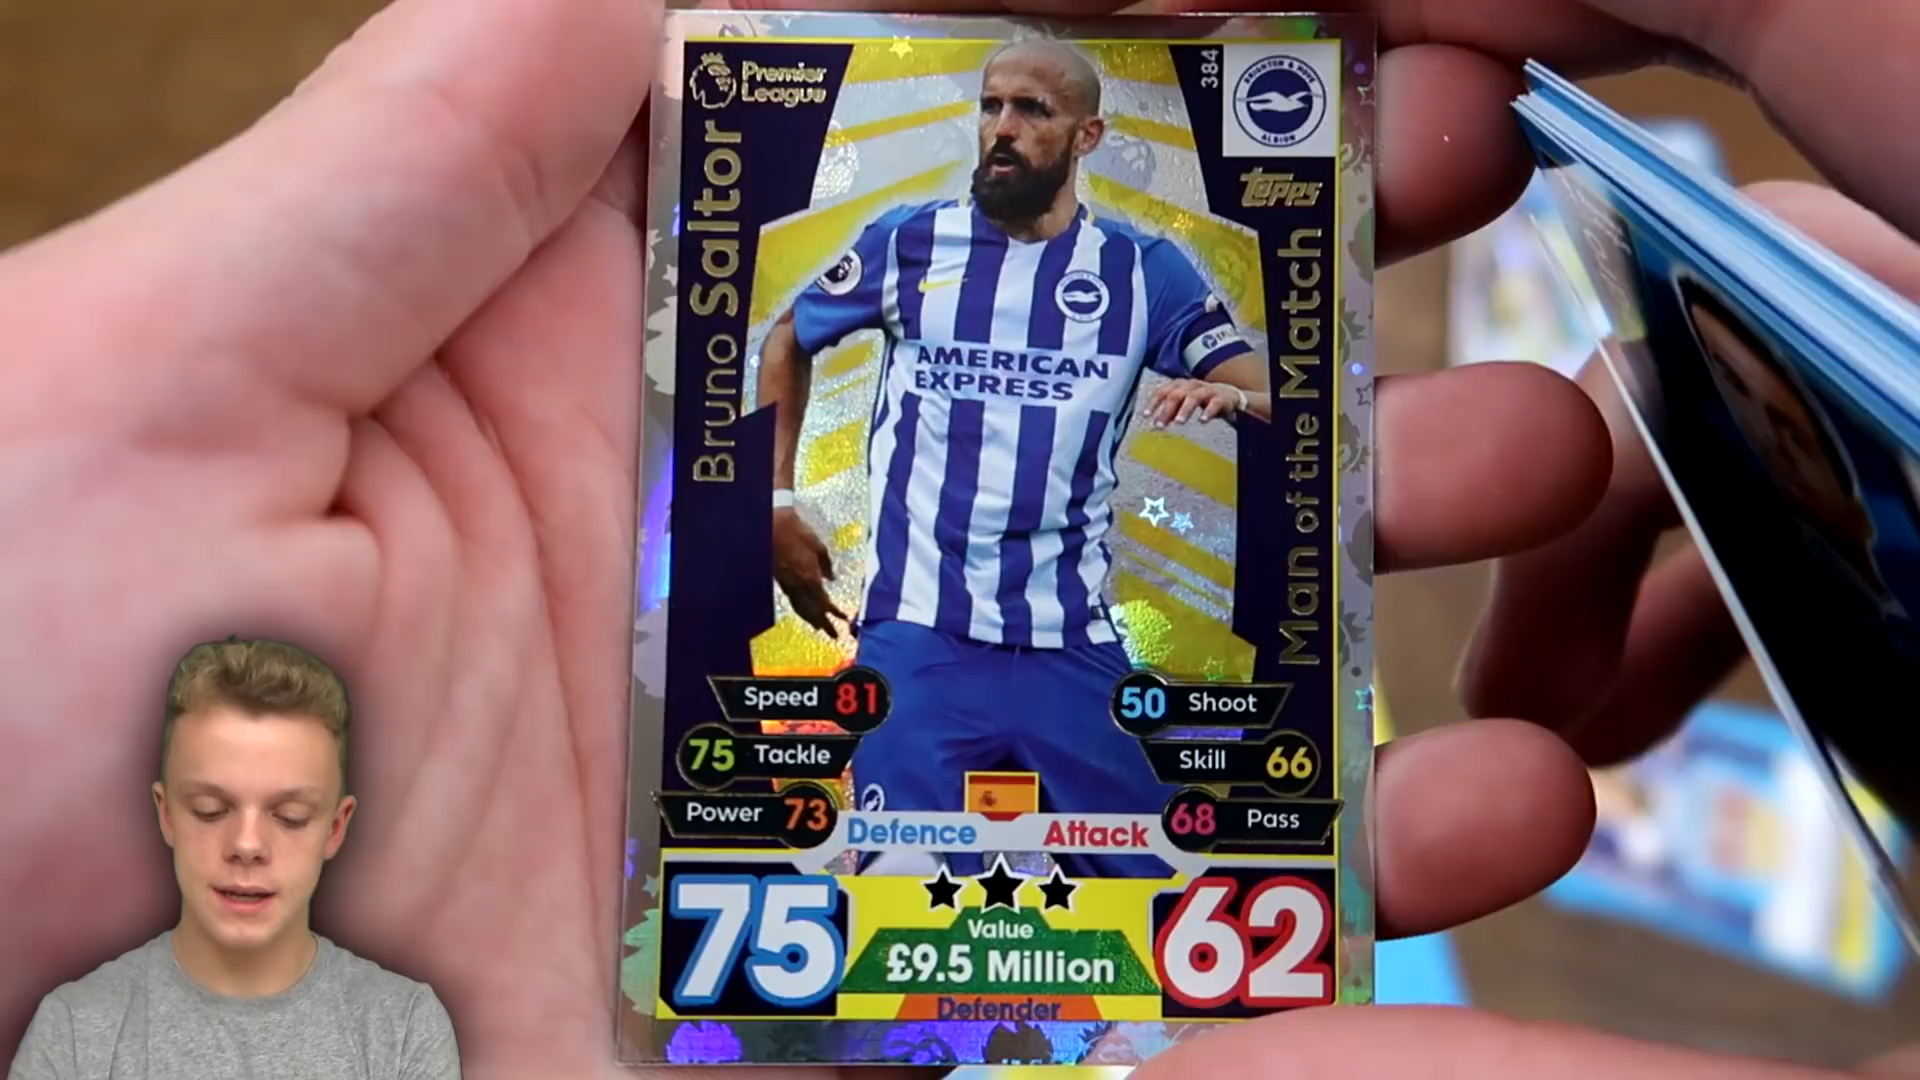 Premier
League
384
BRIGHTON & HOVE
ALBION
topps
Bruno Saltor
Man of the Match
AMERICAN
EXPRESS
Speed 81
50 Shoot
75 Tackle
Skill 66
Power 73
68 Pass
Defence Attack
75
62
Value
£9.5 Million
Defender